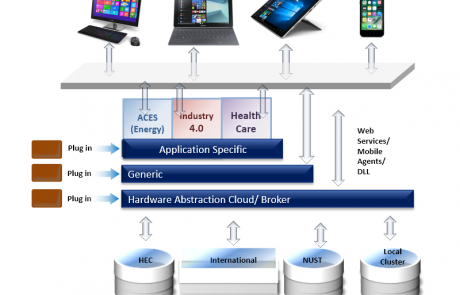 ACES
(Energy)
Industry
4.0
Health
Care
Plug in
Application Specific
Web
Services/
Mobile
Agents/
DLL
Plug in
Generic
Plug in
Hardware Abstraction Cloud/ Broker
HEC
International
NUST
Local
Cluster